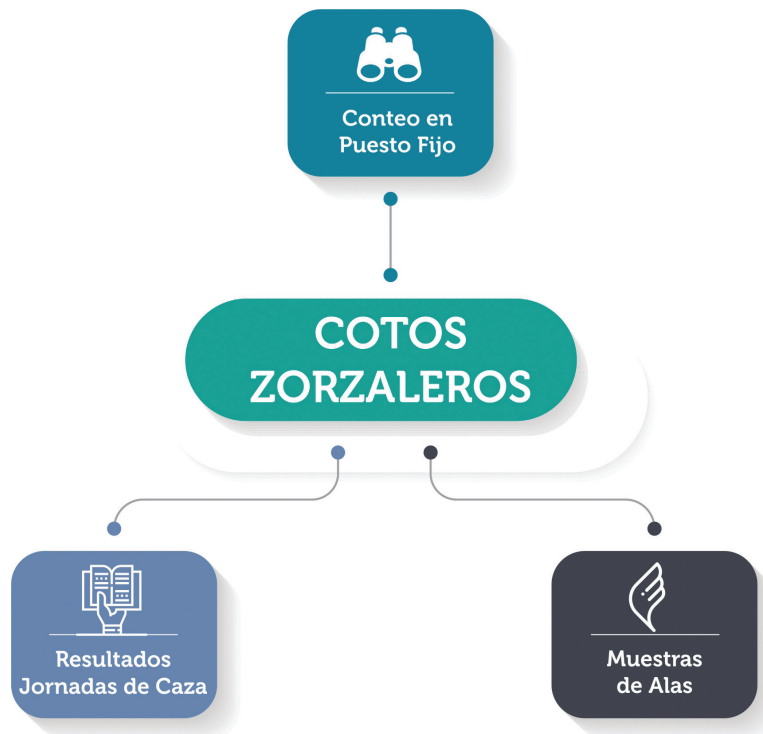 Conteo en
Puesto Fijo
COTOS
ZORZALEROS
Resultados
Jornadas de Caza
Muestras
de Alas